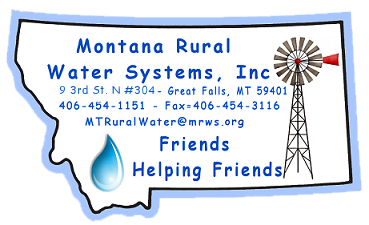 Montana Rural
Water Systems, Inc
9 3rd St. N #304 - Great Falls, MT 59401
406-454-1151 - Fax=406-454-3116
MTRuralWater@mrws.org
Friends
Helping Friends